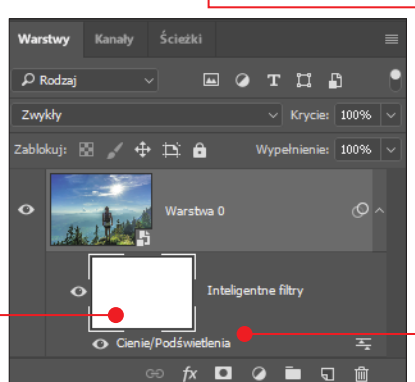 Warstwy Kanały Ścieżki
Rodzaj
Zwykły Krycie: 100%
Zablokuj: Wypełnienie: 100%
Warstwa 0
Inteligentne filtry
Cienie/Podświetlenia
fx